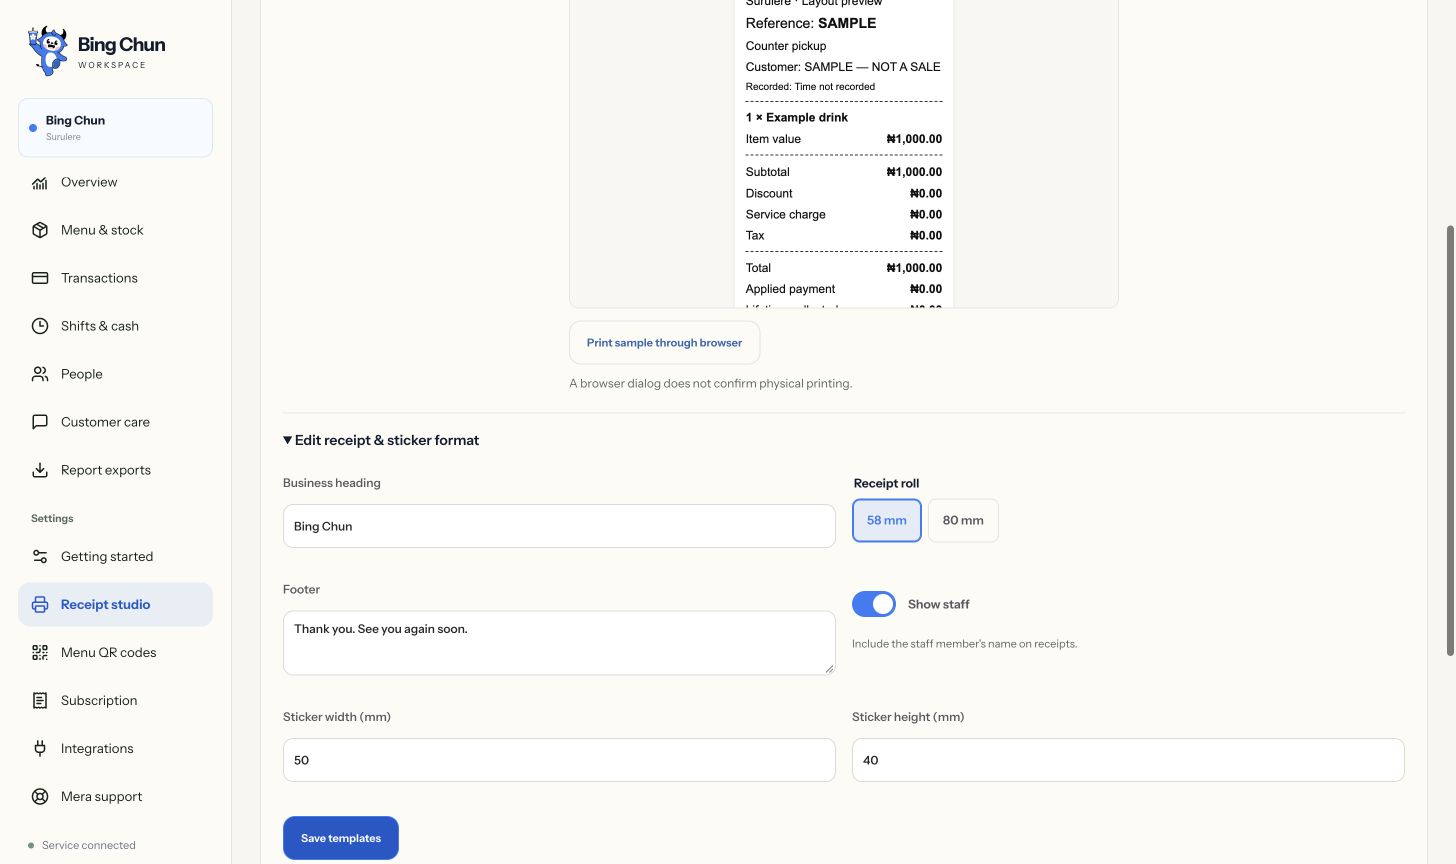 Bing Chun
WORKSPACE
Bing Chun
Surulere
Overview
Menu & stock
Transactions
Shifts & cash
People
Customer care
Report exports
Settings
Getting started
Receipt studio
Menu QR codes
Subscription
Integrations
Mera support
Service connected
Surulere · Layout preview
Reference: SAMPLE
Counter pickup
Customer: SAMPLE — NOT A SALE
Recorded: Time not recorded
1 × Example drink
Item value ₦1,000.00
Subtotal ₦1,000.00
Discount ₦0.00
Service charge ₦0.00
Tax ₦0.00
Total ₦1,000.00
Applied payment ₦0.00
Print sample through browser
A browser dialog does not confirm physical printing.
▼ Edit receipt & sticker format
Business heading
Bing Chun
Receipt roll
58 mm
80 mm
Footer
Thank you. See you again soon.
Show staff
Include the staff member's name on receipts.
Sticker width (mm)
50
Sticker height (mm)
40
Save templates